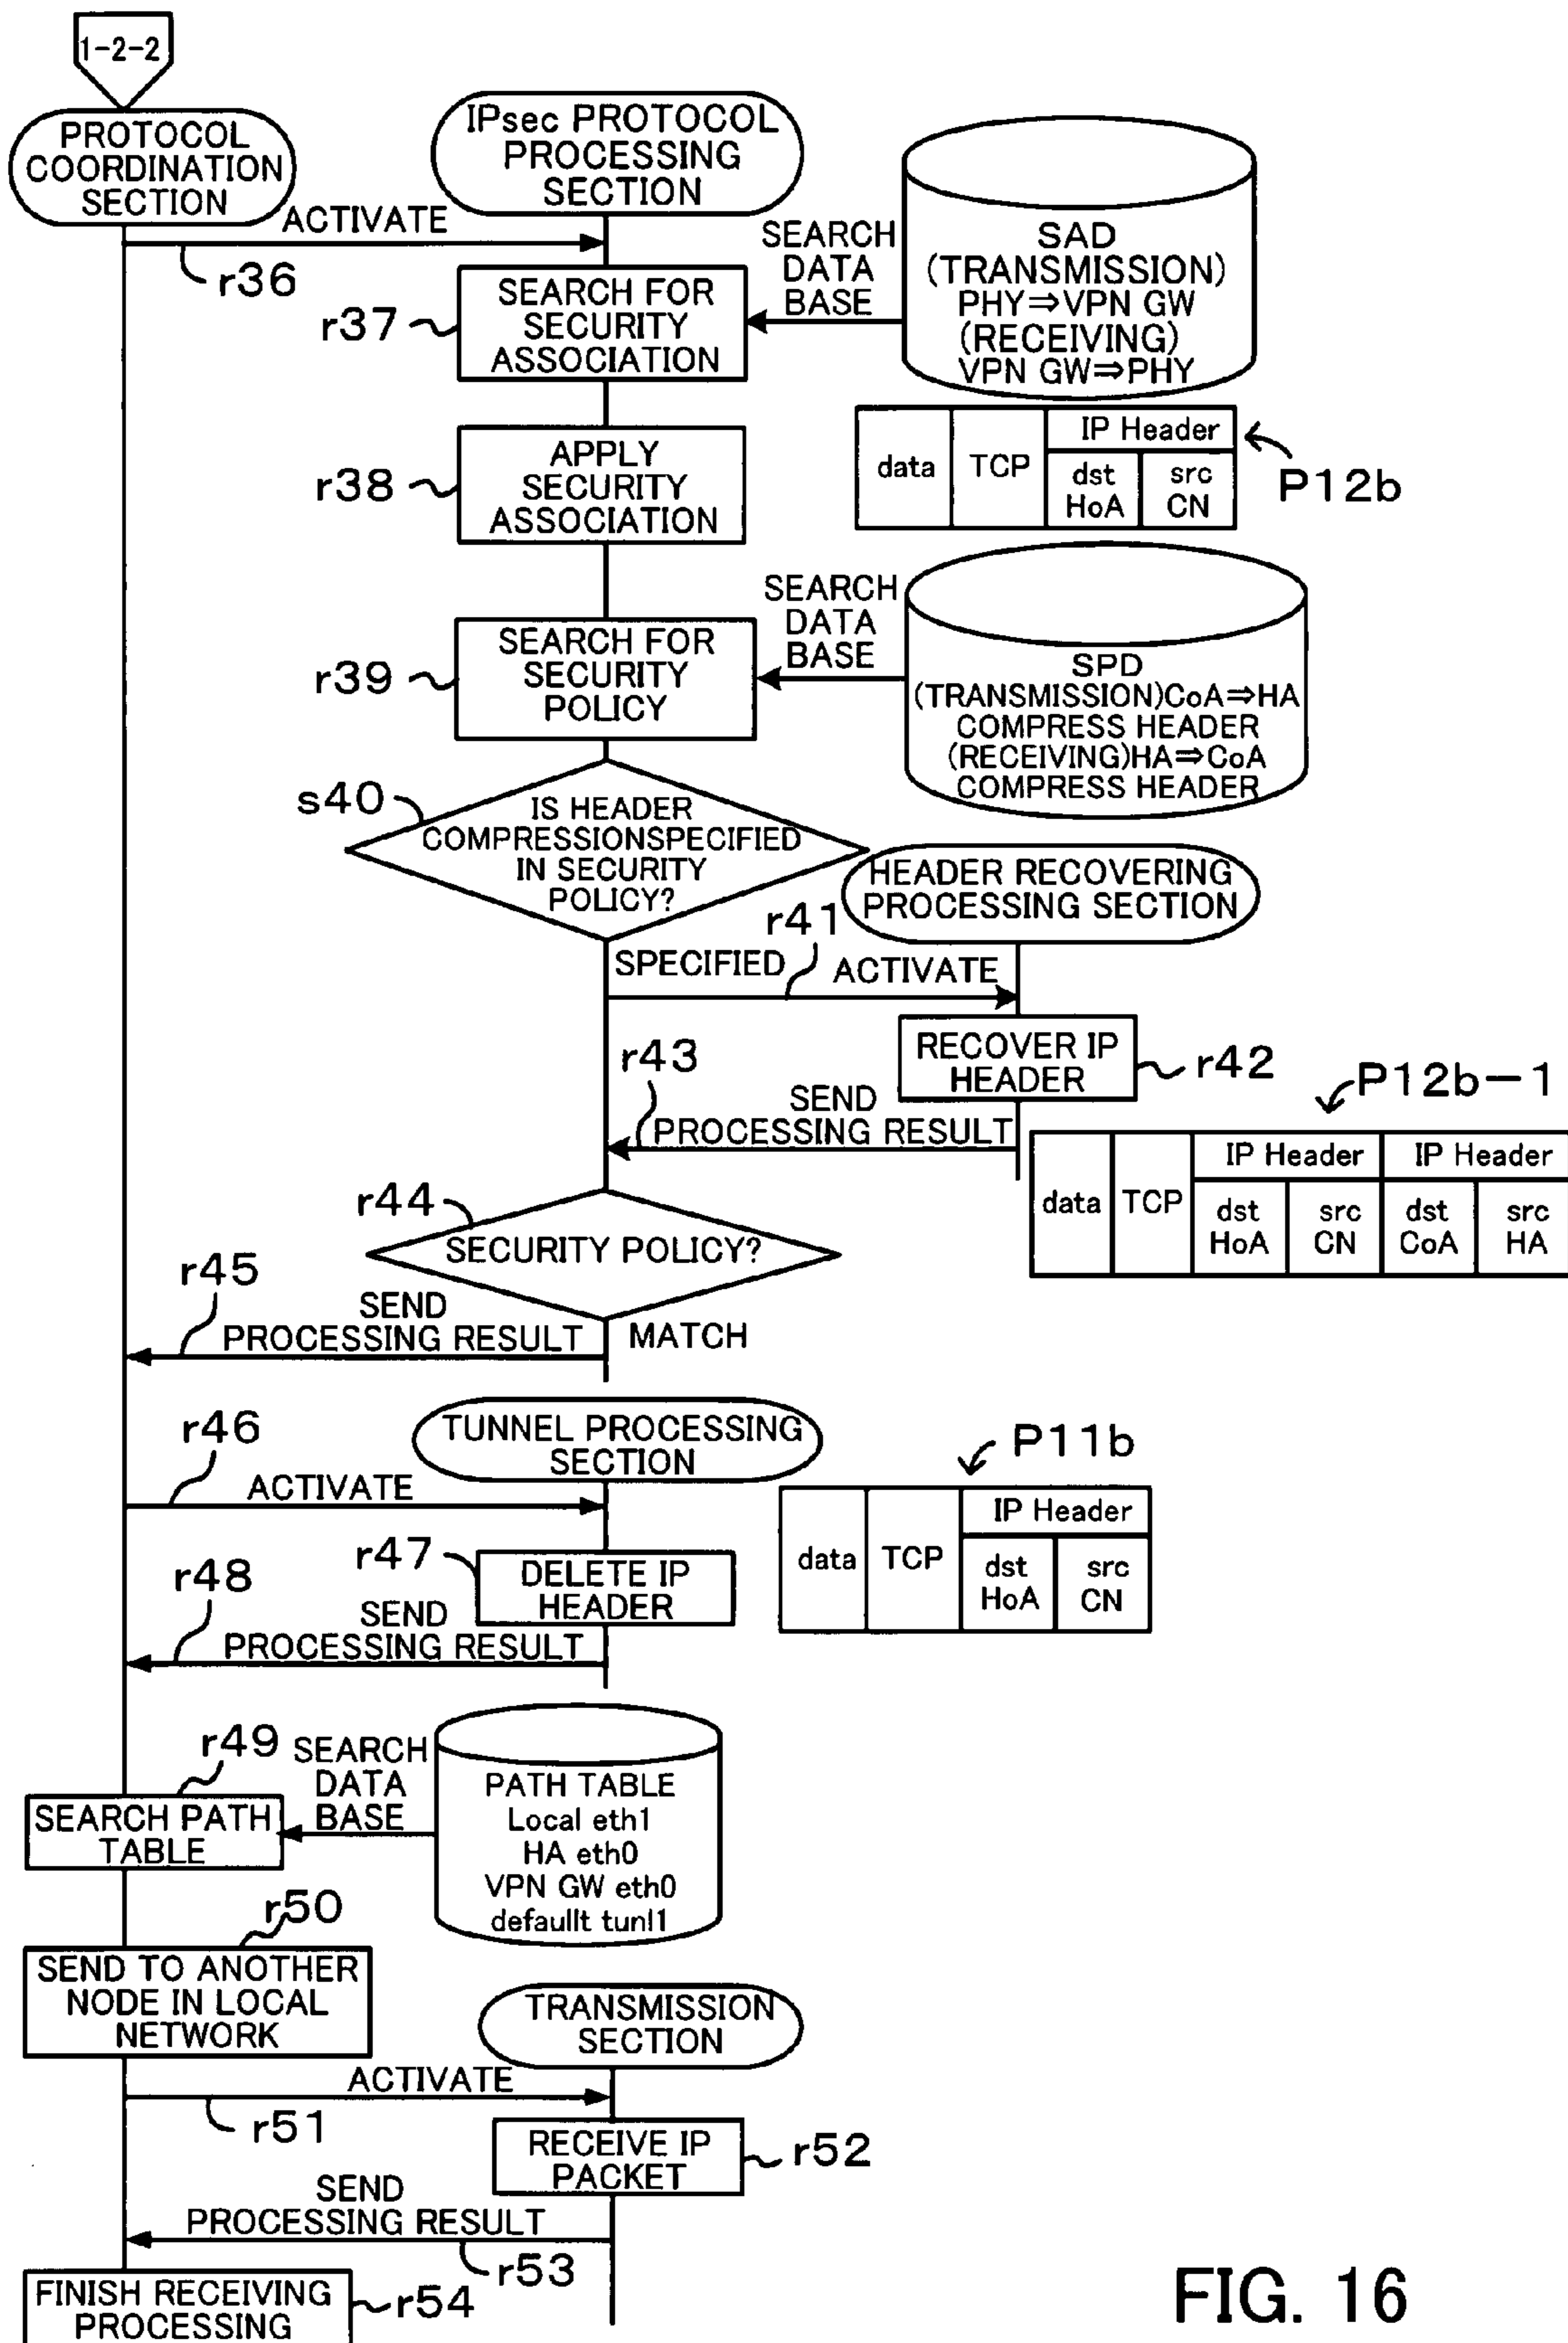 1-2-2
PROTOCOL
COORDINATION
SECTION
IPsec PROTOCOL
PROCESSING
SECTION
ACTIVATE
r36
SEARCH
DATA
BASE
SAD
(TRANSMISSION)
PHY⇒VPN GW
(RECEIVING)
VPN GW⇒PHY
r37
SEARCH FOR
SECURITY
ASSOCIATION
r38
APPLY
SECURITY
ASSOCIATION
data
TCP
IP Header
dst
HoA
src
CN
P12b
r39
SEARCH FOR
SECURITY
POLICY
SEARCH
DATA
BASE
SPD
(TRANSMISSION)CoA⇒HA
COMPRESS HEADER
(RECEIVING)HA⇒CoA
COMPRESS HEADER
s40
IS HEADER
COMPRESSIONSPECIFIED
IN SECURITY
POLICY?
HEADER RECOVERING
PROCESSING SECTION
r41
SPECIFIED
ACTIVATE
RECOVER IP
HEADER
r42
r43
SEND
PROCESSING RESULT
P12b-1
data
TCP
IP Header
IP Header
dst
HoA
src
CN
dst
CoA
src
HA
r44
SECURITY POLICY?
r45
SEND
PROCESSING RESULT
MATCH
r46
TUNNEL PROCESSING
SECTION
ACTIVATE
P11b
data
TCP
IP Header
dst
HoA
src
CN
r47
DELETE IP
HEADER
r48
SEND
PROCESSING RESULT
r49
SEARCH
DATA
BASE
SEARCH PATH
TABLE
PATH TABLE
Local eth1
HA eth0
VPN GW eth0
defaullt tunl1
r50
SEND TO ANOTHER
NODE IN LOCAL
NETWORK
TRANSMISSION
SECTION
ACTIVATE
r51
RECEIVE IP
PACKET
r52
SEND
PROCESSING RESULT
r53
FINISH RECEIVING
PROCESSING
r54
FIG. 16